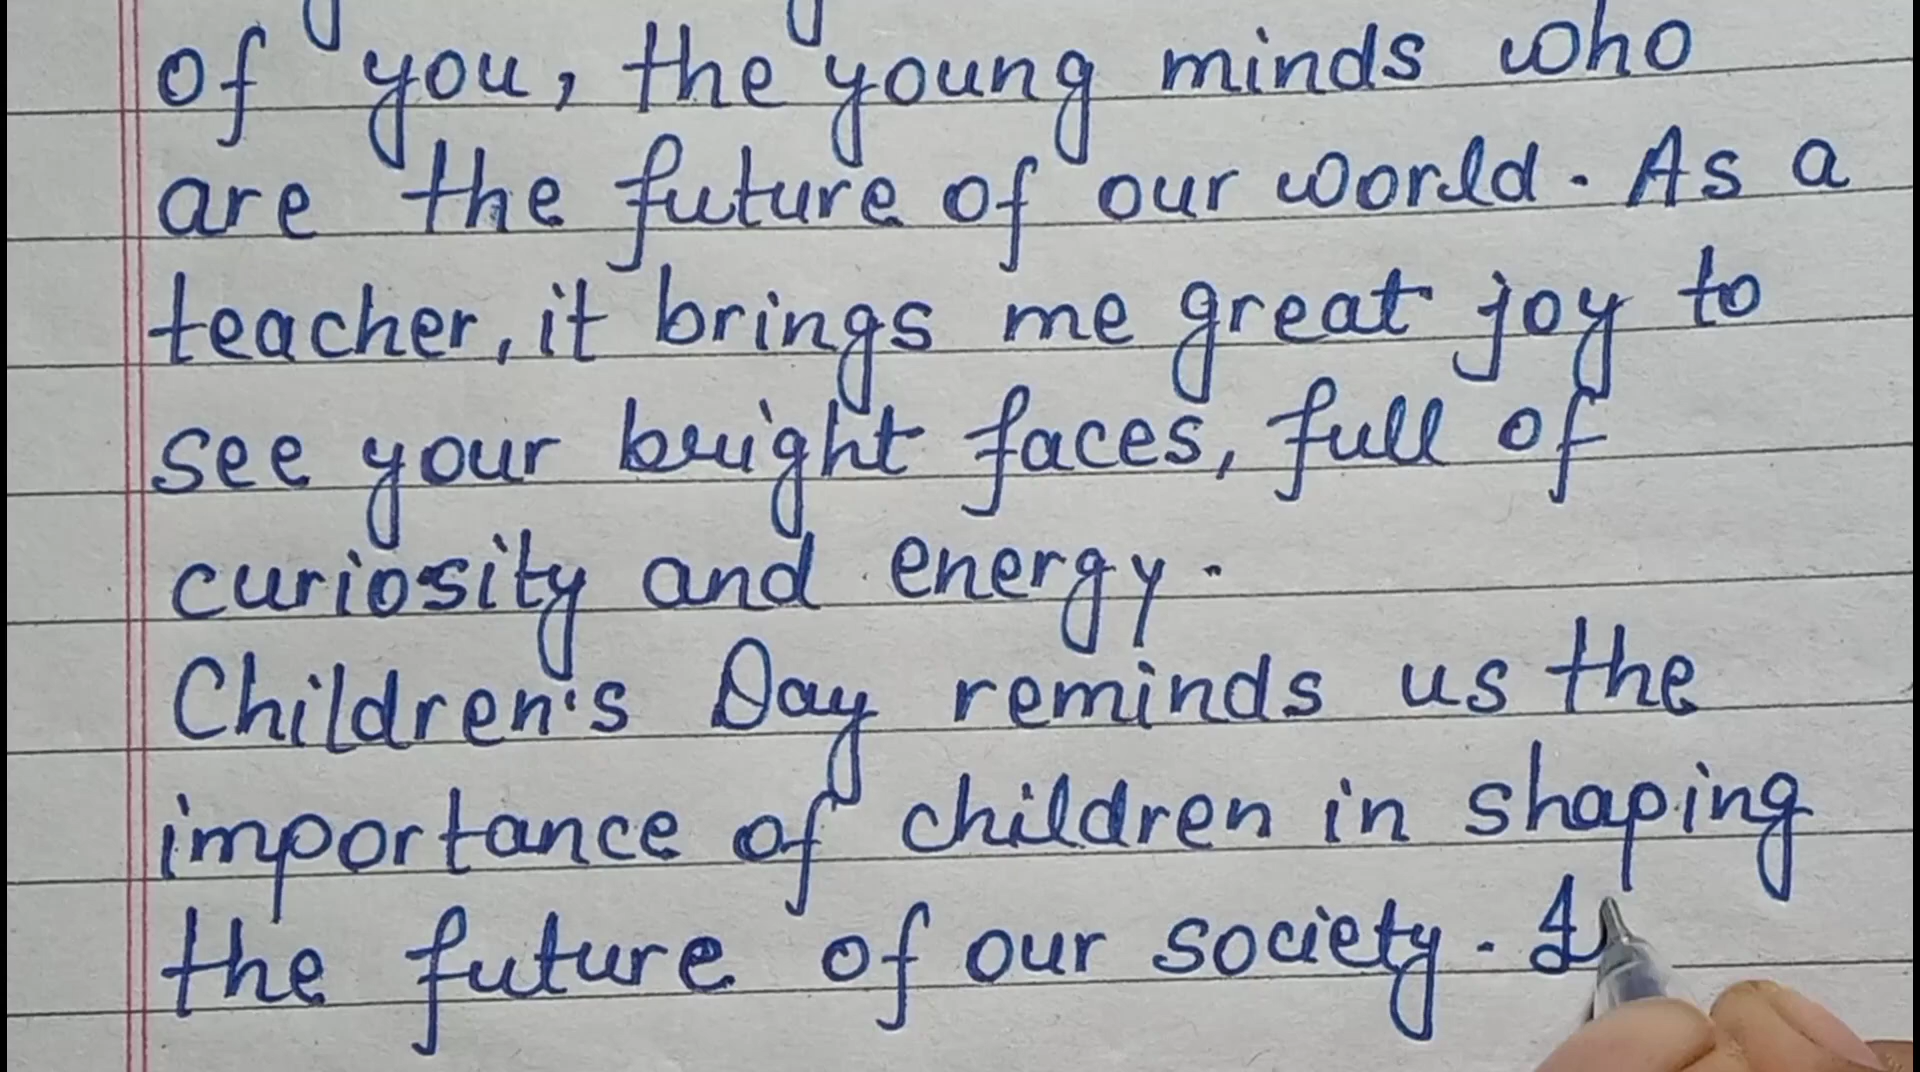 of you, the young minds who
are the future of our world. As a
teacher, it brings me great joy to
see your bright faces, full of
curiosity and energy.
Children's Day reminds us the
importance of children in shaping
the future of our society.